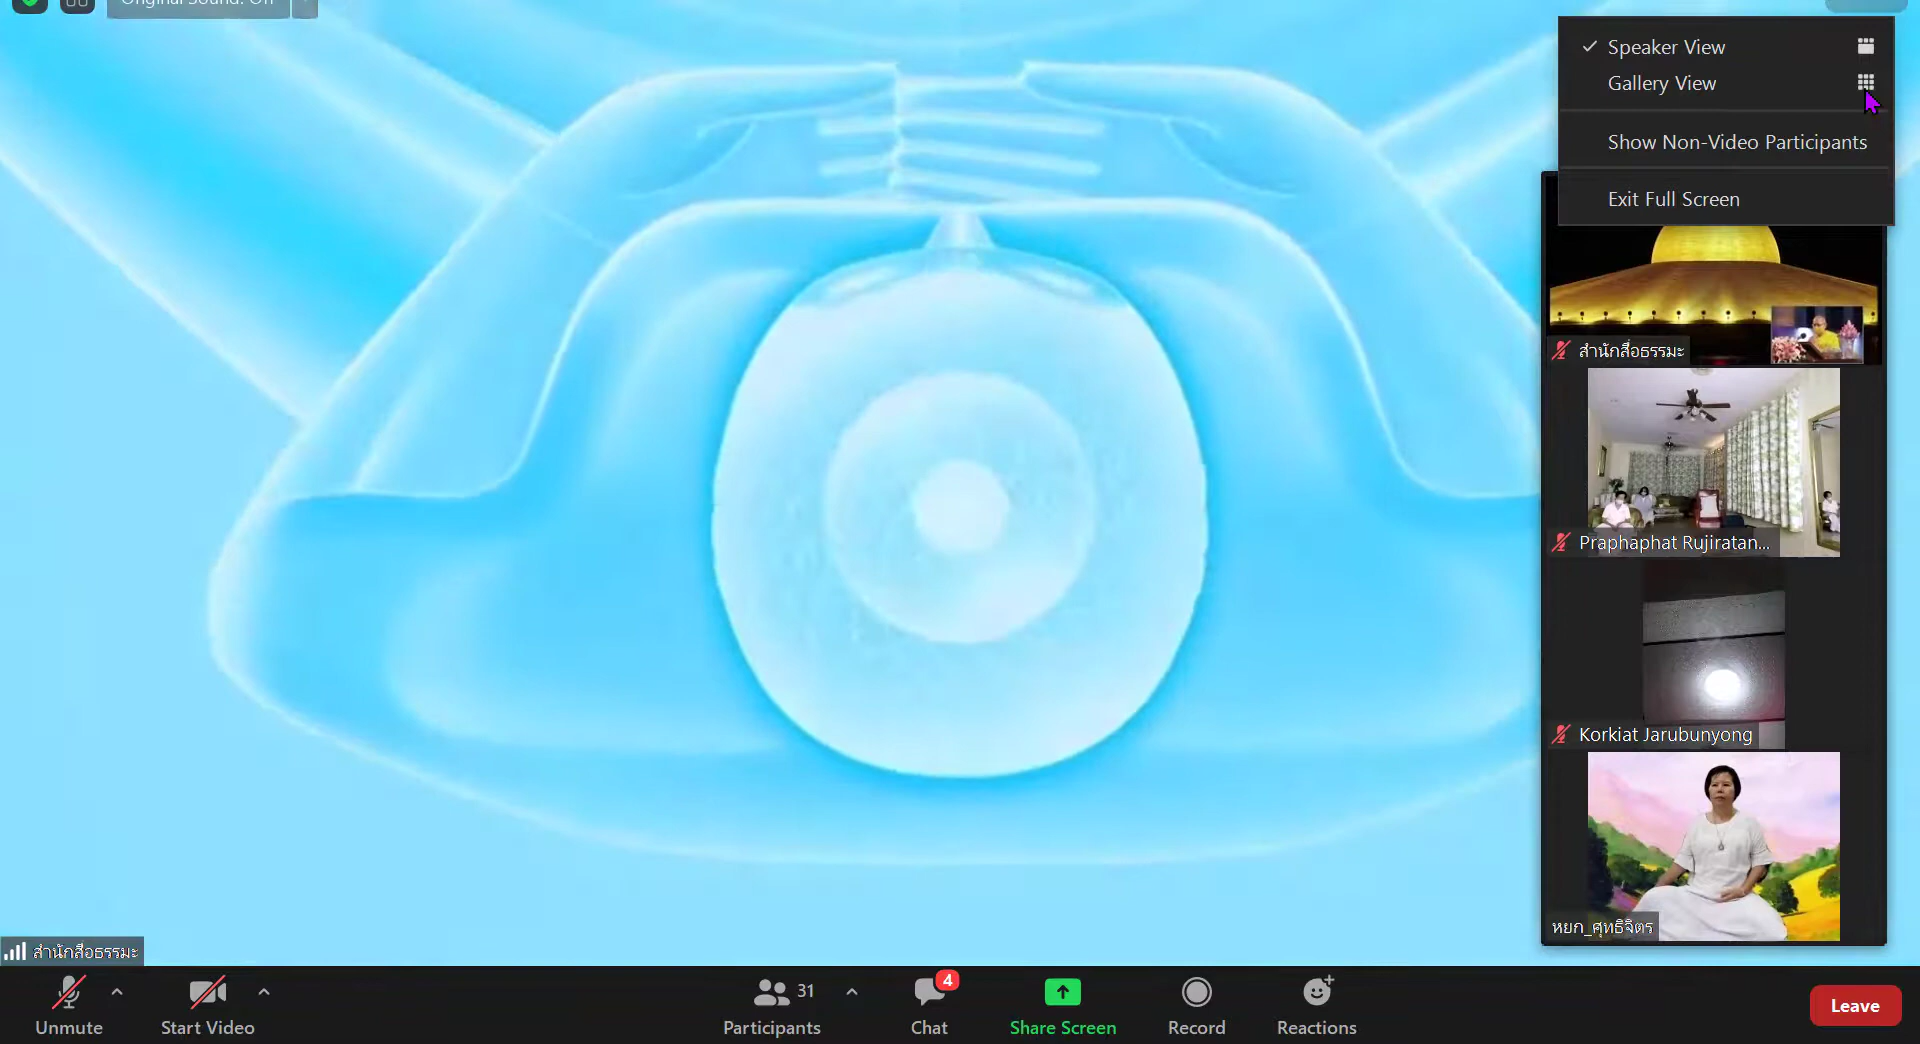 Original Sound: On
Speaker View
Gallery View
Show Non-Video Participants
Exit Full Screen
สำนักสื่อธรรมะ
Praphaphat Rujiratan...
Korkiat Jarubunyong
หยก_ศุทธิจิตร
สำนักสื่อธรรมะ
Unmute
Start Video
31
Participants
4
Chat
Share Screen
Record
Reactions
Leave